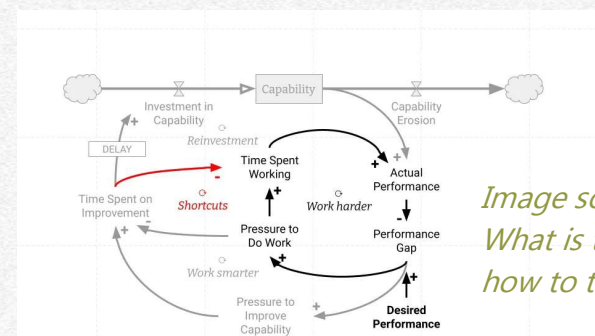 Capability
Investment in
Capability
Capability
Erosion
Reinvestment
DELAY
+
+
+
Time Spent
Working
-
Actual
Performance
Time Spent on
Improvement
-
Shortcuts
+
Work harder
-
Pressure to
Do Work
Performance
Gap
+
+
Work smarter
+
+
Pressure to
Improve
Capability
Desired
Performance
Image
What is
how to